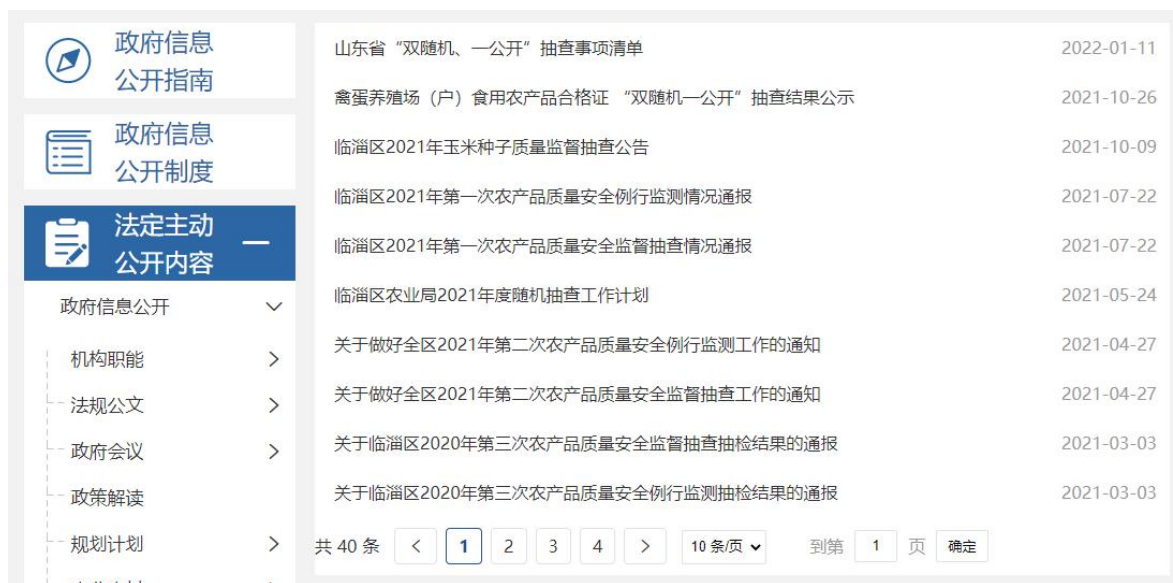 政府信息
公开指南
政府信息
公开制度
法定主动
公开内容
政府信息公开
机构职能
法规公文
政府会议
政策解读
规划计划
山东省“双随机、一公开”抽查事项清单 2022-01-11
禽蛋养殖场（户）食用农产品合格证 “双随机一公开”抽查结果公示 2021-10-26
临淄区2021年玉米种子质量监督抽查公告 2021-10-09
临淄区2021年第一次农产品质量安全例行监测情况通报 2021-07-22
临淄区2021年第一次农产品质量安全监督抽查情况通报 2021-07-22
临淄区农业局2021年度随机抽查工作计划 2021-05-24
关于做好全区2021年第二次农产品质量安全例行监测工作的通知 2021-04-27
关于做好全区2021年第二次农产品质量安全监督抽查工作的通知 2021-04-27
关于临淄区2020年第三次农产品质量安全监督抽查抽检结果的通报 2021-03-03
关于临淄区2020年第三次农产品质量安全例行监测抽检结果的通报 2021-03-03
共 40 条 < 1 2 3 4 > 10 条/页 到第 1 页 确定